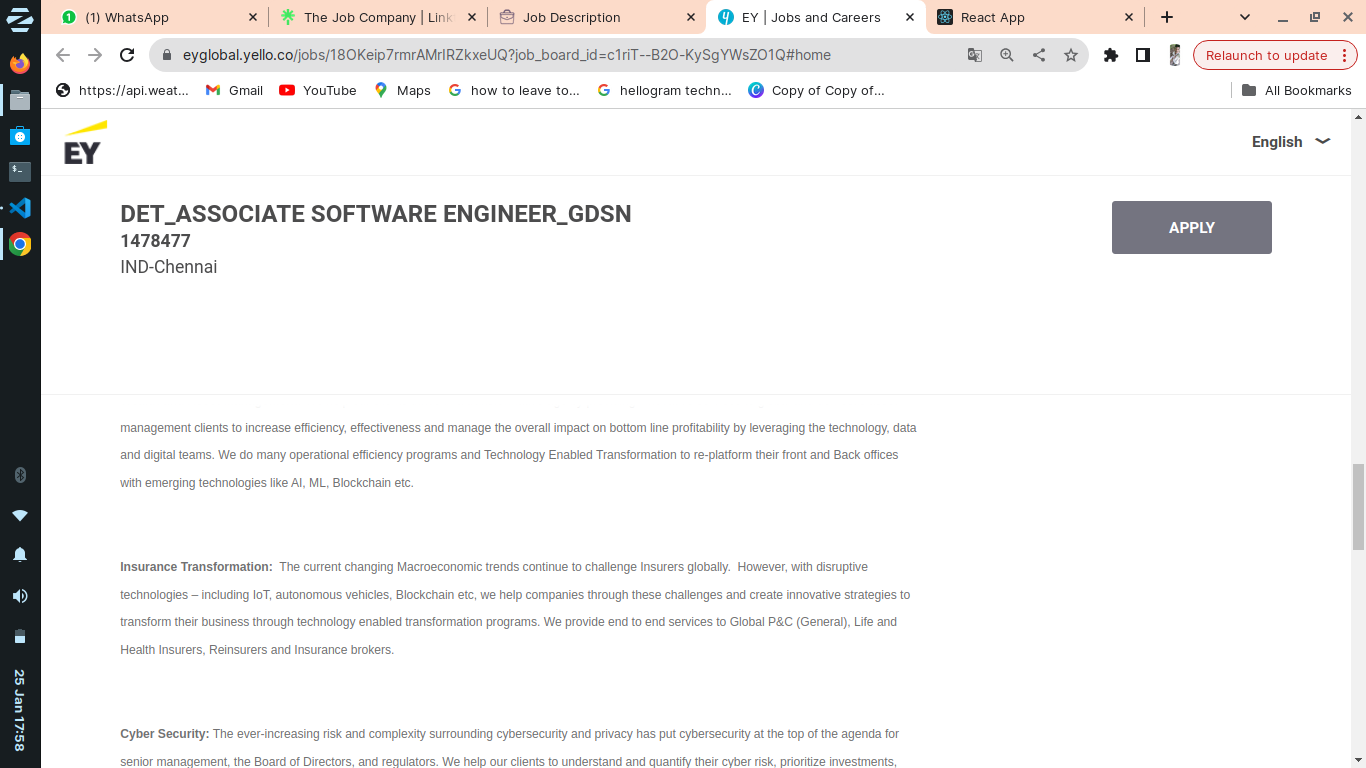 (1) WhatsApp
The Job Company | Link
Job Description
EY | Jobs and Careers
React App
eyglobal.yello.co/jobs/18OKeip7rmrAMrIRZkxeUQ?job_board_id=c1riT--B2O-KySgYWsZO1Q#home
Relaunch to update
https://api.weat...
Gmail
YouTube
Maps
how to leave to...
hellogram techn...
Copy of Copy of...
All Bookmarks
EY
English
DET_ASSOCIATE SOFTWARE ENGINEER_GDSN
1478477
IND-Chennai
APPLY
management clients to increase efficiency, effectiveness and manage the overall impact on bottom line profitability by leveraging the technology, data
and digital teams. We do many operational efficiency programs and Technology Enabled Transformation to re-platform their front and Back offices
with emerging technologies like AI, ML, Blockchain etc.
Insurance Transformation: The current changing Macroeconomic trends continue to challenge Insurers globally. However, with disruptive
technologies – including IoT, autonomous vehicles, Blockchain etc, we help companies through these challenges and create innovative strategies to
transform their business through technology enabled transformation programs. We provide end to end services to Global P&C (General), Life and
Health Insurers, Reinsurers and Insurance brokers.
Cyber Security: The ever-increasing risk and complexity surrounding cybersecurity and privacy has put cybersecurity at the top of the agenda for
senior management, the Board of Directors, and regulators. We help our clients to understand and quantify their cyber risk, prioritize investments,
25 Jan 17:58